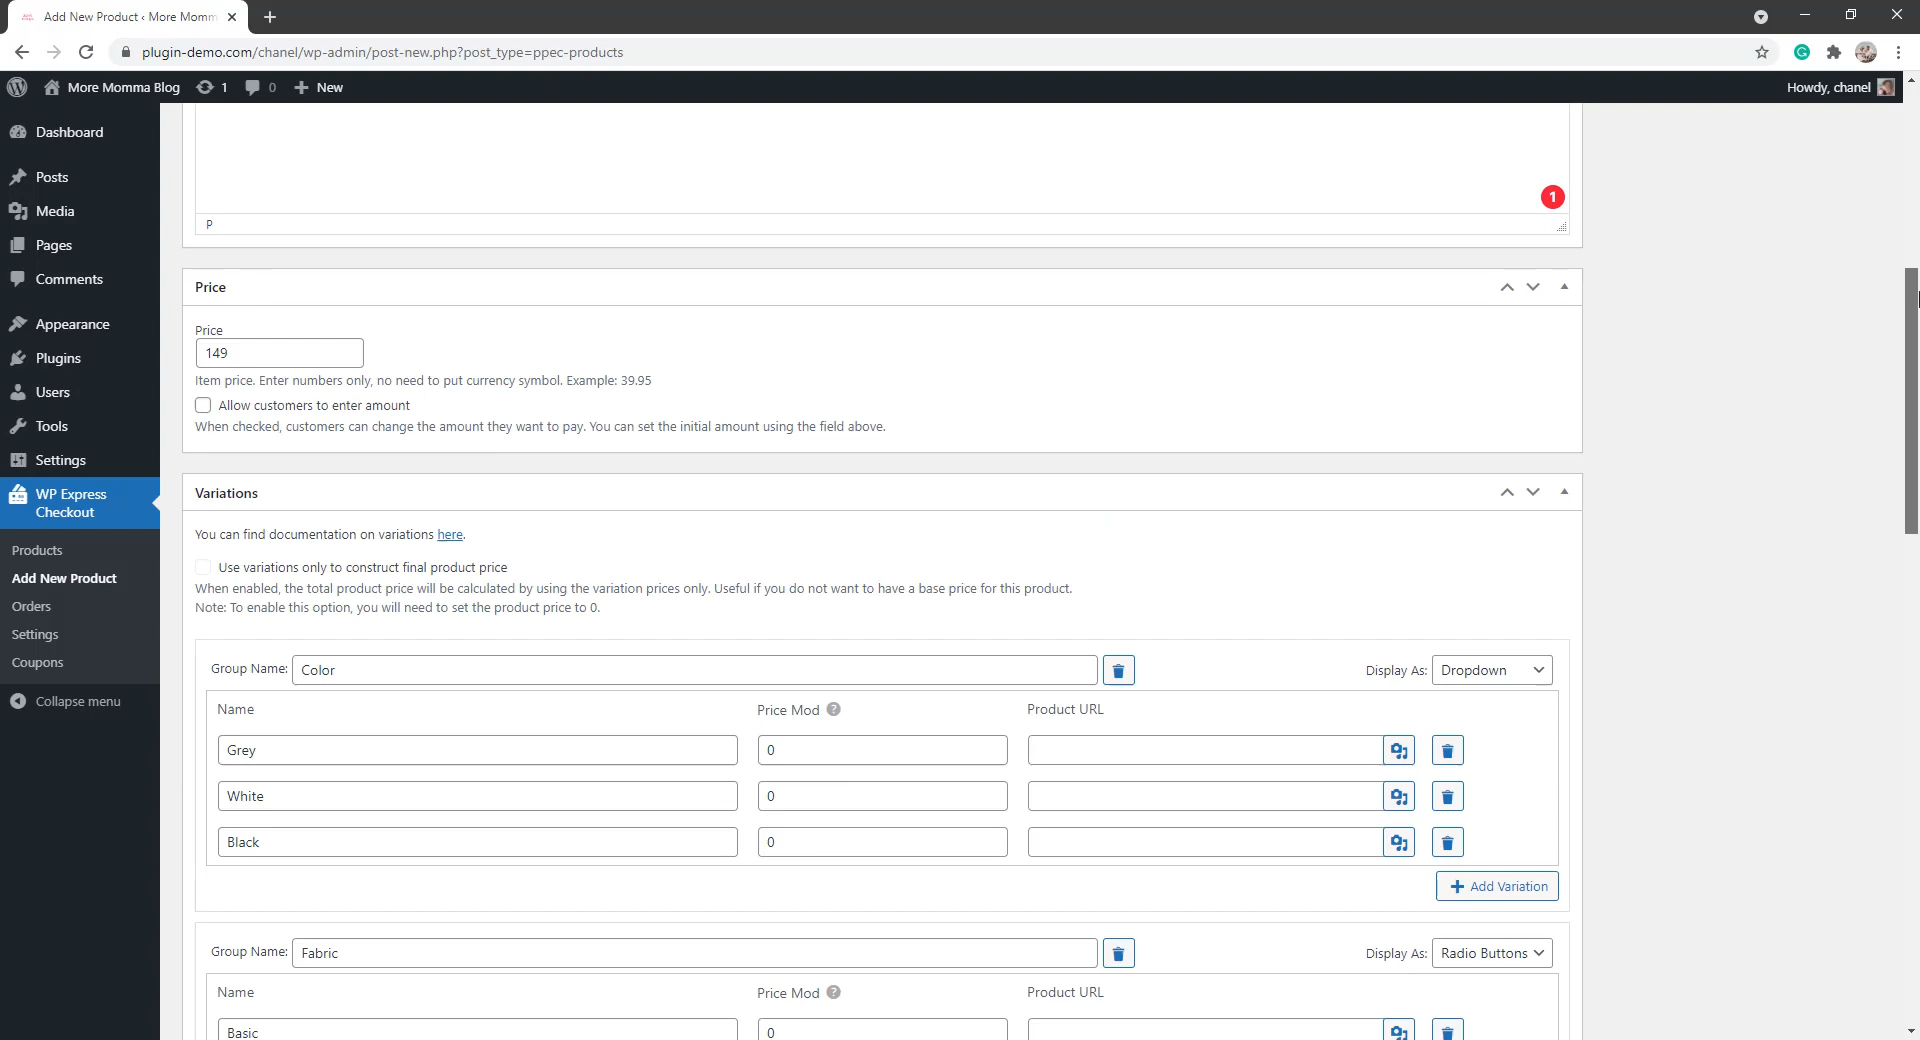 Add New Product ‹ More Momm
plugin-demo.com/chanel/wp-admin/post-new.php?post_type=ppec-products
More Momma Blog 1 0 New
Howdy, chanel
Dashboard
Posts
Media
Pages
Comments
Appearance
Plugins
Users
Tools
Settings
WP Express
Checkout
Products
Add New Product
Orders
Settings
Coupons
Collapse menu
1
P
Price
Price
149
Item price. Enter numbers only, no need to put currency symbol. Example: 39.95
Allow customers to enter amount
When checked, customers can change the amount they want to pay. You can set the initial amount using the field above.
Variations
You can find documentation on variations here.
Use variations only to construct final product price
When enabled, the total product price will be calculated by using the variation prices only. Useful if you do not want to have a base price for this product.
Note: To enable this option, you will need to set the product price to 0.
Group Name: Color Display As: Dropdown
Name Price Mod ? Product URL
Grey 0
White 0
Black 0
Add Variation
Group Name: Fabric Display As: Radio Buttons
Name Price Mod ? Product URL
Basic 0